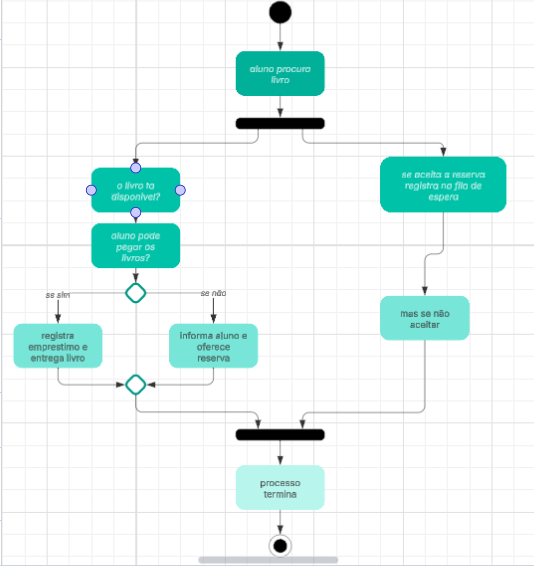 aluno procura
livro
o livro ta
disponível?
se aceita a reserva
registra na fila de
espera
aluno pode
pegar os
livros?
se sim
se não
registra
emprestimo e
entrega livro
informa aluno e
oferece
reserva
mas se não
aceitar
processo
termina